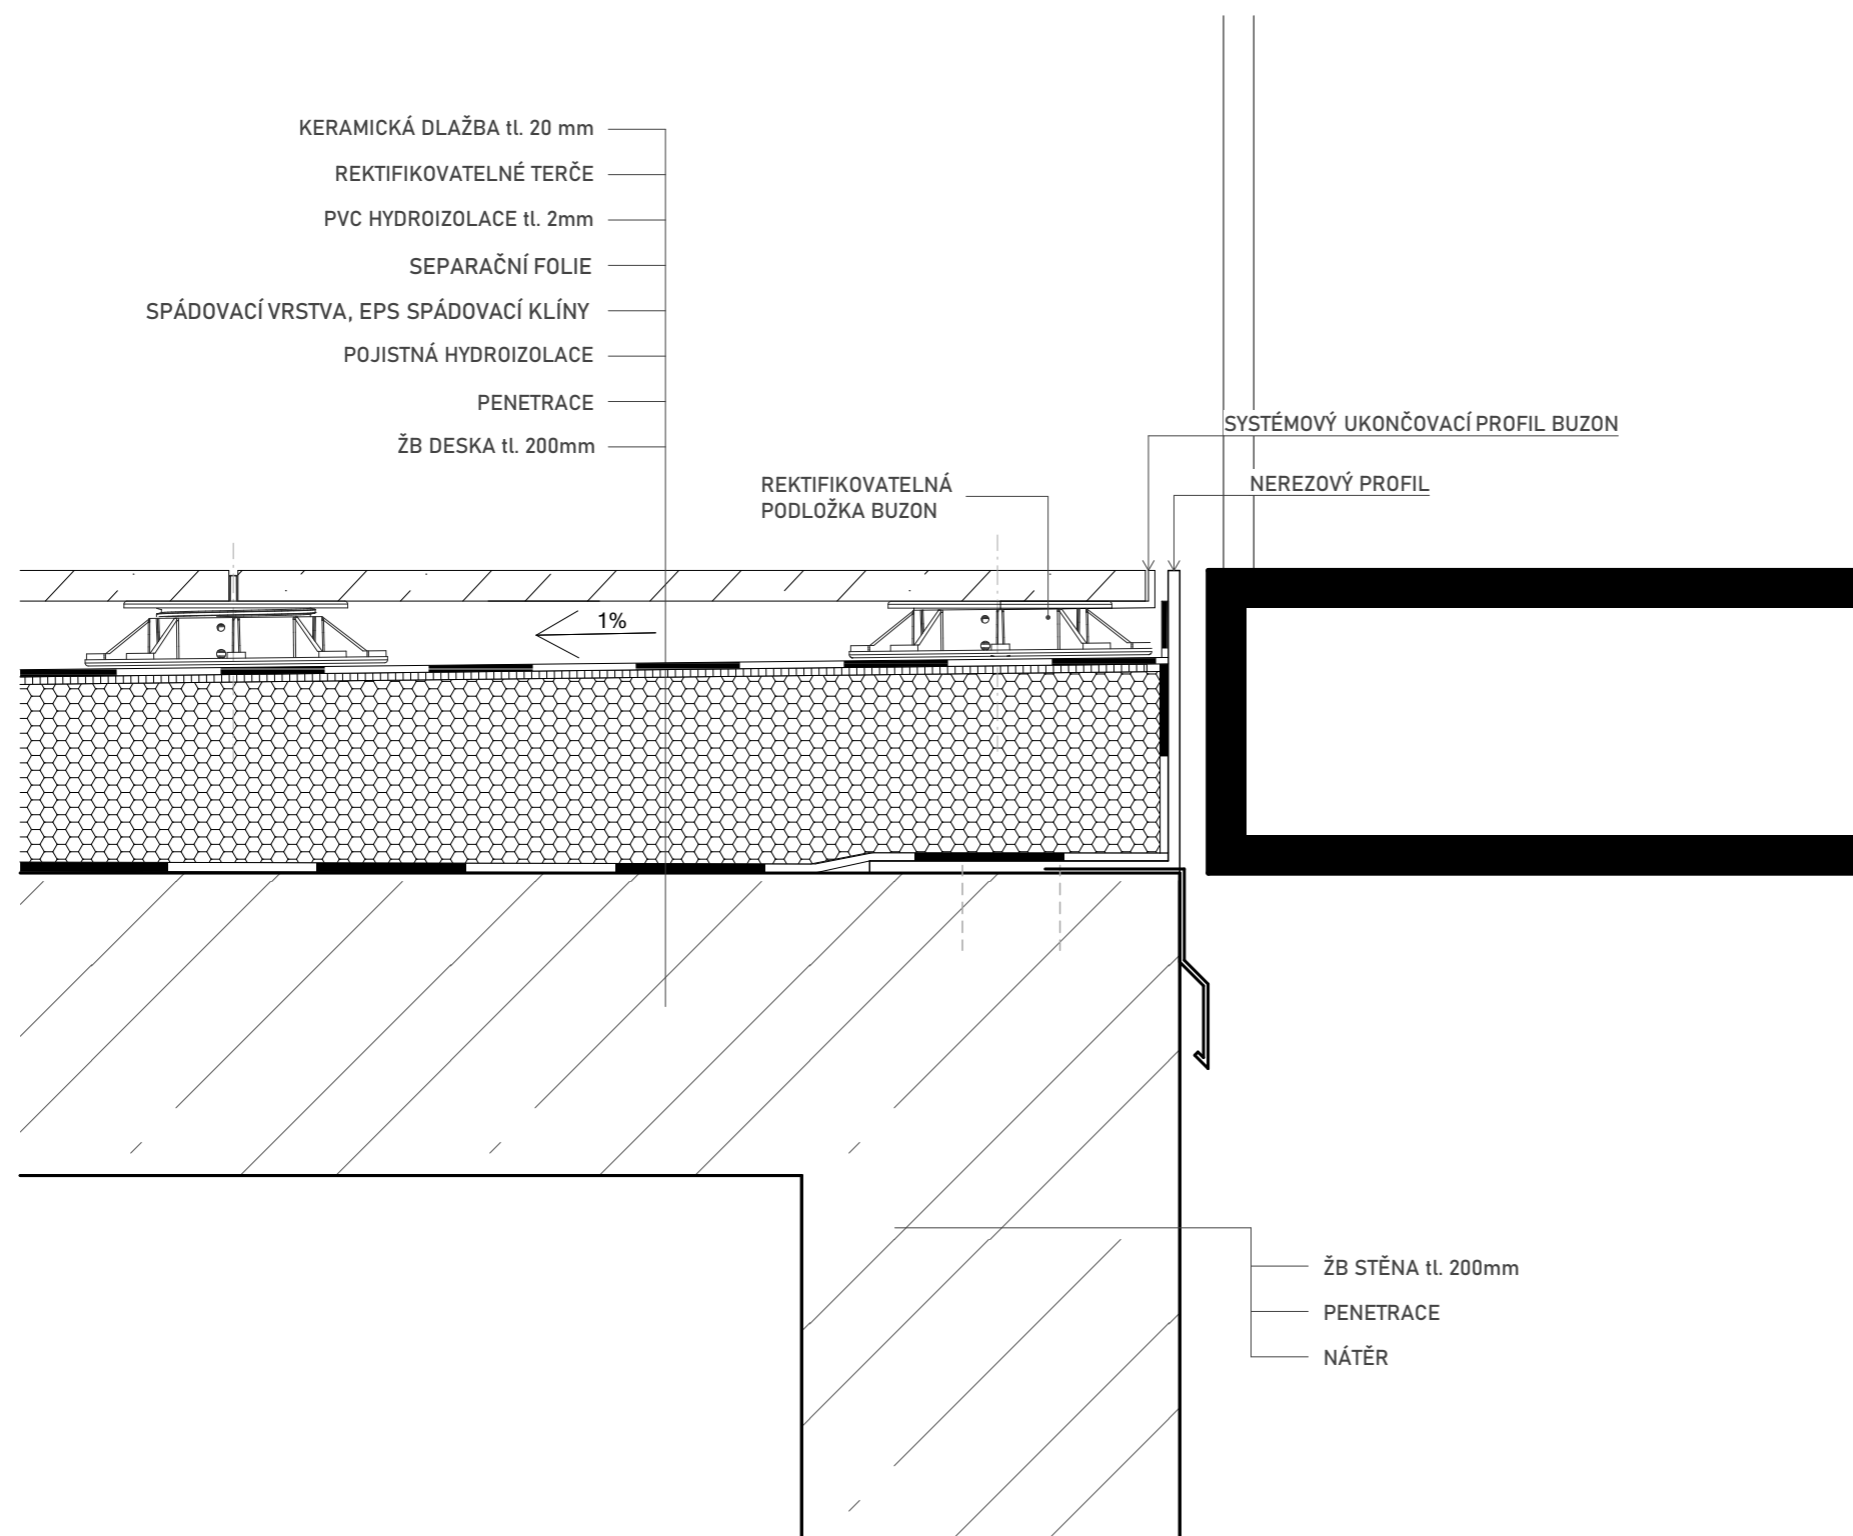 KERAMICKÁ DLAŽBA tl. 20 mm
REKTIFIKOVATELNÉ TERČE
PVC HYDROIZOLACE tl. 2mm
SEPARAČNÍ FOLIE
SPÁDOVACÍ VRSTVA, EPS SPÁDOVACÍ KLÍNY
POJISTNÁ HYDROIZOLACE
PENETRACE
ŽB DESKA tl. 200mm
SYSTÉMOVÝ UKONČOVACÍ PROFIL BUZON
NEREZOVÝ PROFIL
REKTIFIKOVATELNÁ
PODLOŽKA BUZON
1%
ŽB STĚNA tl. 200mm
PENETRACE
NÁTĚR